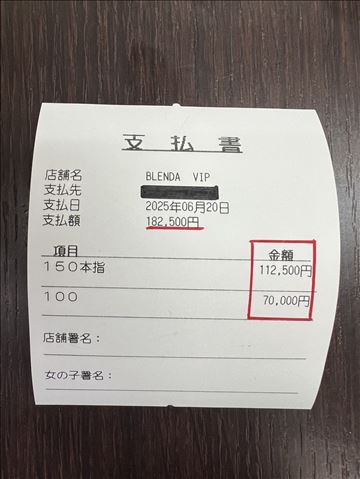 支払書
店舗名 BLENDA VIP
支払先
支払日 2025年06月20日
支払額 182,500円
項目 金額
150本指 112,500円
100 70,000円
店舗署名：
女の子署名：